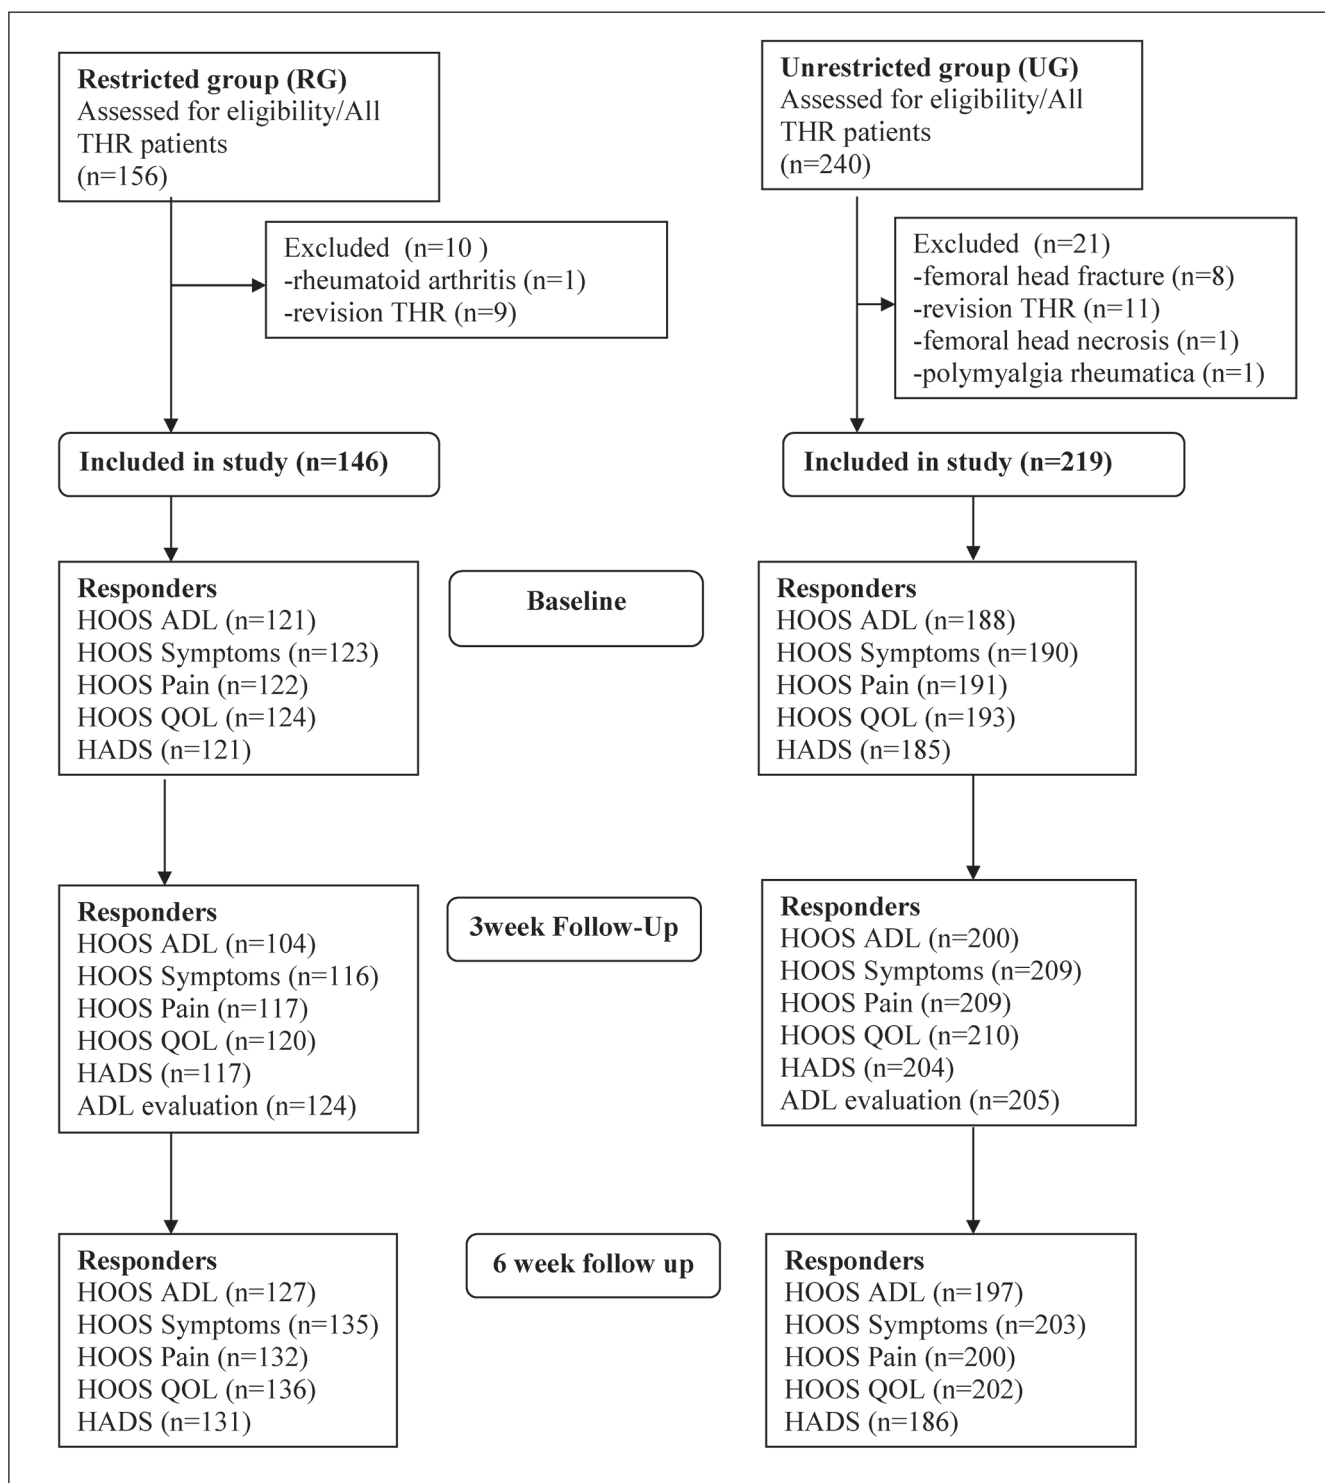 Restricted group (RG)
Assessed for eligibility/All
THR patients
(n=156)
Unrestricted group (UG)
Assessed for eligibility/All
THR patients
(n=240)
Excluded  (n=10 )
-rheumatoid arthritis (n=1)
-revision THR (n=9)
Excluded  (n=21)
-femoral head fracture (n=8)
-revision THR (n=11)
-femoral head necrosis (n=1)
-polymyalgia rheumatica (n=1)
Included in study (n=146)
Included in study (n=219)
Responders
HOOS ADL (n=121)
HOOS Symptoms (n=123)
HOOS Pain (n=122)
HOOS QOL (n=124)
HADS (n=121)
Baseline
Responders
HOOS ADL (n=188)
HOOS Symptoms (n=190)
HOOS Pain (n=191)
HOOS QOL (n=193)
HADS (n=185)
Responders
HOOS ADL (n=104)
HOOS Symptoms (n=116)
HOOS Pain (n=117)
HOOS QOL (n=120)
HADS (n=117)
ADL evaluation (n=124)
3week Follow-Up
Responders
HOOS ADL (n=200)
HOOS Symptoms (n=209)
HOOS Pain (n=209)
HOOS QOL (n=210)
HADS (n=204)
ADL evaluation (n=205)
Responders
HOOS ADL (n=127)
HOOS Symptoms (n=135)
HOOS Pain (n=132)
HOOS QOL (n=136)
HADS (n=131)
6 week follow up
Responders
HOOS ADL (n=197)
HOOS Symptoms (n=203)
HOOS Pain (n=200)
HOOS QOL (n=202)
HADS (n=186)